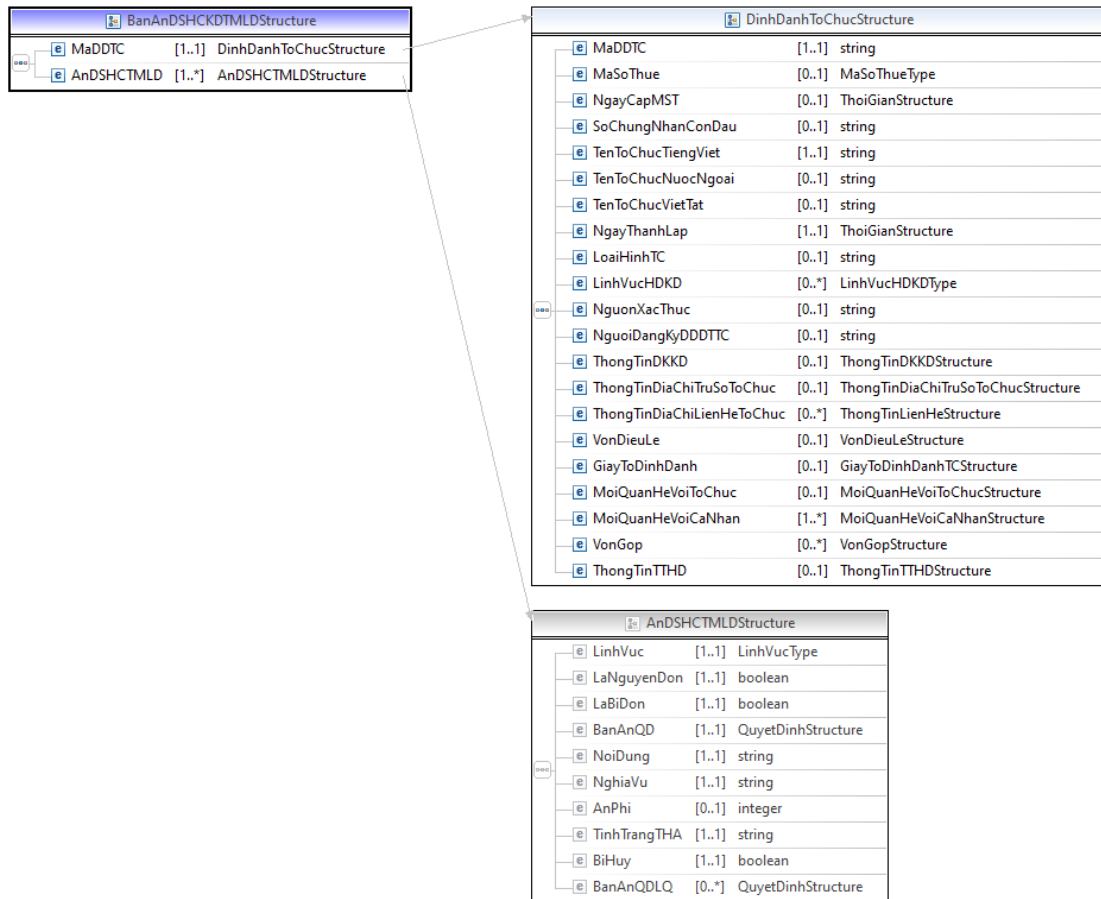 BanAnDSHCKDTMLDStructure
e MaDDTC [1..1] DinhDanhToChucStructure
e AnDSHCTMLD [1..*] AnDSHCTMLDStructure
DinhDanhToChucStructure
e MaDDTC [1..1] string
e MaSoThue [0..1] MaSoThueType
e NgayCapMST [0..1] ThoiGianStructure
e SoChungNhanConDau [0..1] string
e TenToChucTiengViet [1..1] string
e TenToChucNuocNgoai [0..1] string
e TenToChucVietTat [0..1] string
e NgayThanhLap [1..1] ThoiGianStructure
e LoaiHinhTC [0..1] string
e LinhVucHDKD [0..*] LinhVucHDKDType
e NguonXacThuc [0..1] string
e NguoiDangKyDDDTTC [0..1] string
e ThongTinDKKD [0..1] ThongTinDKKDStructure
e ThongTinDiaChiTruSoToChuc [0..1] ThongTinDiaChiTruSoToChucStructure
e ThongTinDiaChiLienHeToChuc [0..*] ThongTinLienHeStructure
e VonDieuLe [0..1] VonDieuLeStructure
e GiayToDinhDanh [0..1] GiayToDinhDanhTCStructure
e MoiQuanHeVoiToChuc [0..1] MoiQuanHeVoiToChucStructure
e MoiQuanHeVoiCaNhan [1..*] MoiQuanHeVoiCaNhanStructure
e VonGop [0..*] VonGopStructure
e ThongTinTTHD [0..1] ThongTinTTHDStructure
AnDSHCTMLDStructure
e LinhVuc [1..1] LinhVucType
e LaNguyenDon [1..1] boolean
e LaBiDon [1..1] boolean
e BanAnQD [1..1] QuyetDinhStructure
e NoiDung [1..1] string
e NghiaVu [1..1] string
e AnPhi [0..1] integer
e TinhTrangTHA [1..1] string
e BiHuy [1..1] boolean
e BanAnQDLQ [0..*] QuyetDinhStructure